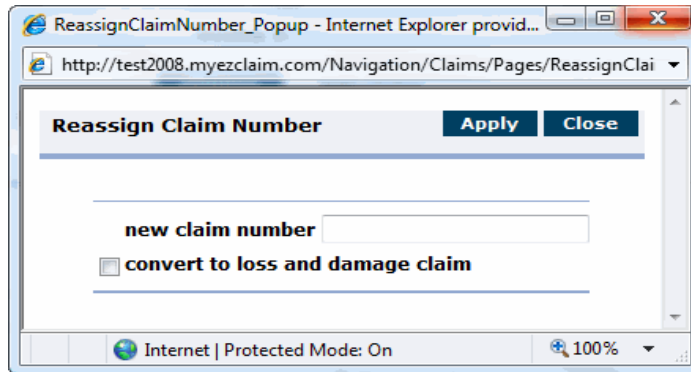 ReassignClaimNumber_Popup - Internet Explorer provid...
http://test2008.myezclaim.com/Navigation/Claims/Pages/ReassignClai
Reassign Claim Number Apply Close
new claim number
convert to loss and damage claim
Internet | Protected Mode: On 100%